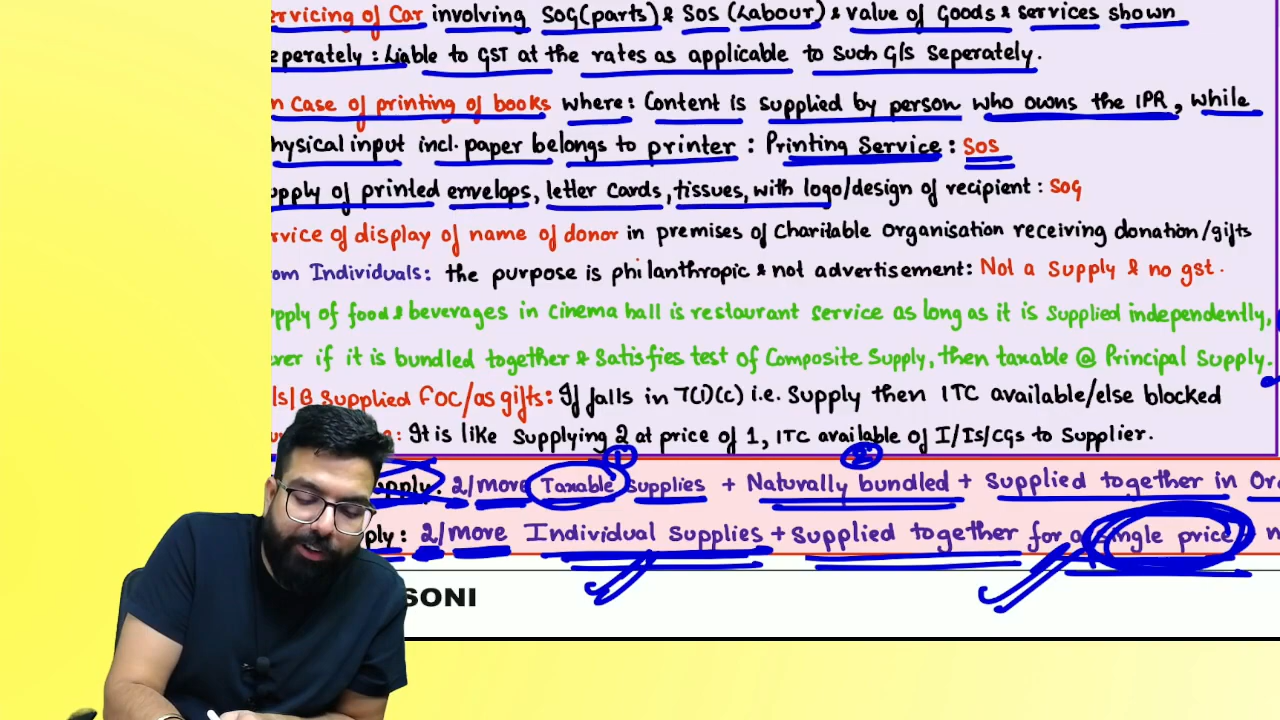 ervicing of Car involving SoG(parts) & SoS (Labour) & value of Goods & services shown
eperately : Liable to GST at the rates as applicable to such G/S Seperately.
n case of printing of books where: Content is supplied by person who owns the IPR, while
hysical input incl. paper belongs to printer : Printing Service : SoS
pply of printed envelops, letter cards, tissues, with logo/design of recipient : SoG
rvice of display of name of donor in premises of Charitable organisation receiving donation/gifts
om Individuals: the purpose is philanthropic & not advertisement: Not a Supply & no gst.
pply of food & beverages in cinema hall is restaurant service as long as it is supplied independently,
ver if it is bundled together & Satisfies test of Composite Supply, then taxable @ Principal Supply.
ls/ Supplied FOC/as gifts: If falls in 7(1)(c) i.e. Supply then ITC available/else blocked
: It is like supplying 2 at price of 1, ITC available of I/Is/CGs to Supplier.
1 2
upply: 2/more Taxable supplies + Naturally bundled + Supplied together in Or
ply: 2/more Individual supplies + supplied together for a single price
SONI